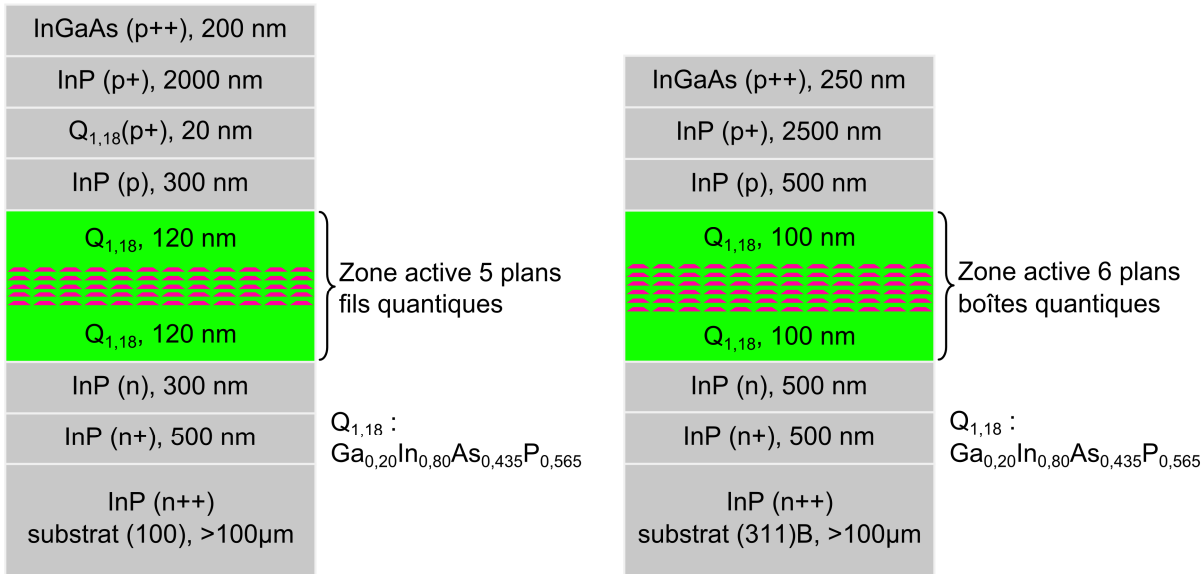 InGaAs (p++), 200 nm
InP (p+), 2000 nm
Q1,18(p+), 20 nm
InP (p), 300 nm
Q1,18, 120 nm
Q1,18, 120 nm
Zone active 5 plans
fils quantiques
InP (n), 300 nm
InP (n+), 500 nm
InP (n++)
substrat (100), >100µm
Q1,18 :
Ga0,20In0,80As0,435P0,565
InGaAs (p++), 250 nm
InP (p+), 2500 nm
InP (p), 500 nm
Q1,18, 100 nm
Q1,18, 100 nm
Zone active 6 plans
boîtes quantiques
InP (n), 500 nm
InP (n+), 500 nm
InP (n++)
substrat (311)B, >100µm
Q1,18 :
Ga0,20In0,80As0,435P0,565